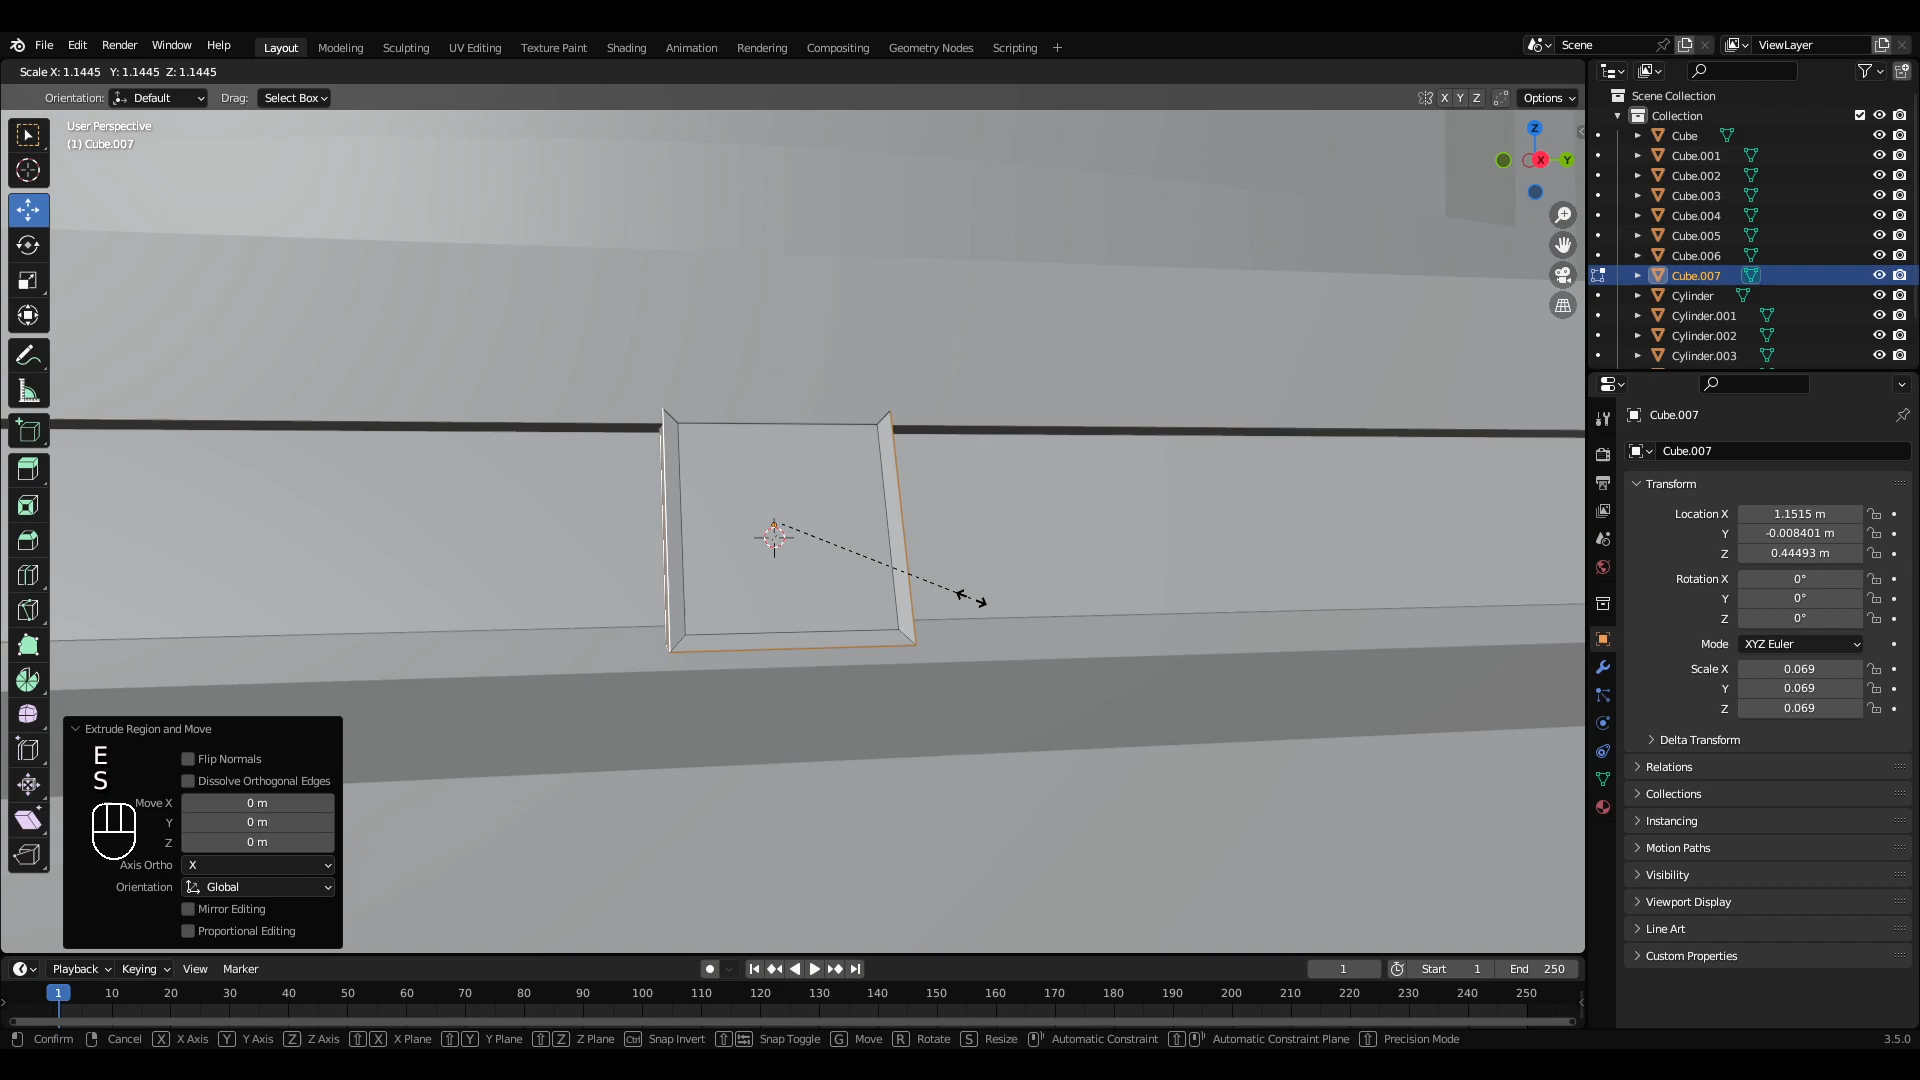 File Edit Render Window Help Layout Modeling Sculpting UV Editing Texture Paint Shading Animation Rendering Compositing Geometry Nodes Scripting + Scene ViewLayer
Scale X: 1.1445 Y: 1.1445 Z: 1.1445
Orientation: Default Drag: Select Box X Y Z Options
User Perspective
(1) Cube.007
Z
X
Y
Scene Collection
Collection
Cube
Cube.001
Cube.002
Cube.003
Cube.004
Cube.005
Cube.006
Cube.007
Cylinder
Cylinder.001
Cylinder.002
Cylinder.003
Cube.007
Cube.007
Transform
Location X 1.1515 m
Y -0.008401 m
Z 0.44493 m
Rotation X 0°
Y 0°
Z 0°
Mode XYZ Euler
Scale X 0.069
Y 0.069
Z 0.069
Delta Transform
Relations
Collections
Instancing
Motion Paths
Visibility
Viewport Display
Line Art
Custom Properties
Extrude Region and Move
E
S
Flip Normals
Dissolve Orthogonal Edges
Move X 0 m
Y 0 m
Z 0 m
Axis Ortho X
Orientation Global
Mirror Editing
Proportional Editing
Playback Keying View Marker 1 Start 1 End 250
1 10 20 30 40 50 60 70 80 90 100 110 120 130 140 150 160 170 180 190 200 210 220 230 240 250
Confirm Cancel X X Axis Y Y Axis Z Z Axis X X Plane Y Y Plane Z Z Plane Ctrl Snap Invert Snap Toggle G Move R Rotate S Resize Automatic Constraint Automatic Constraint Plane Precision Mode 3.5.0